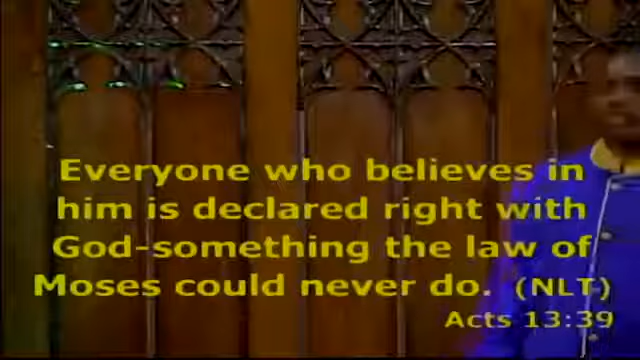 Everyone who believes in
him is declared right with
God-something the law of
Moses could never do. (NLT)
Acts 13:39